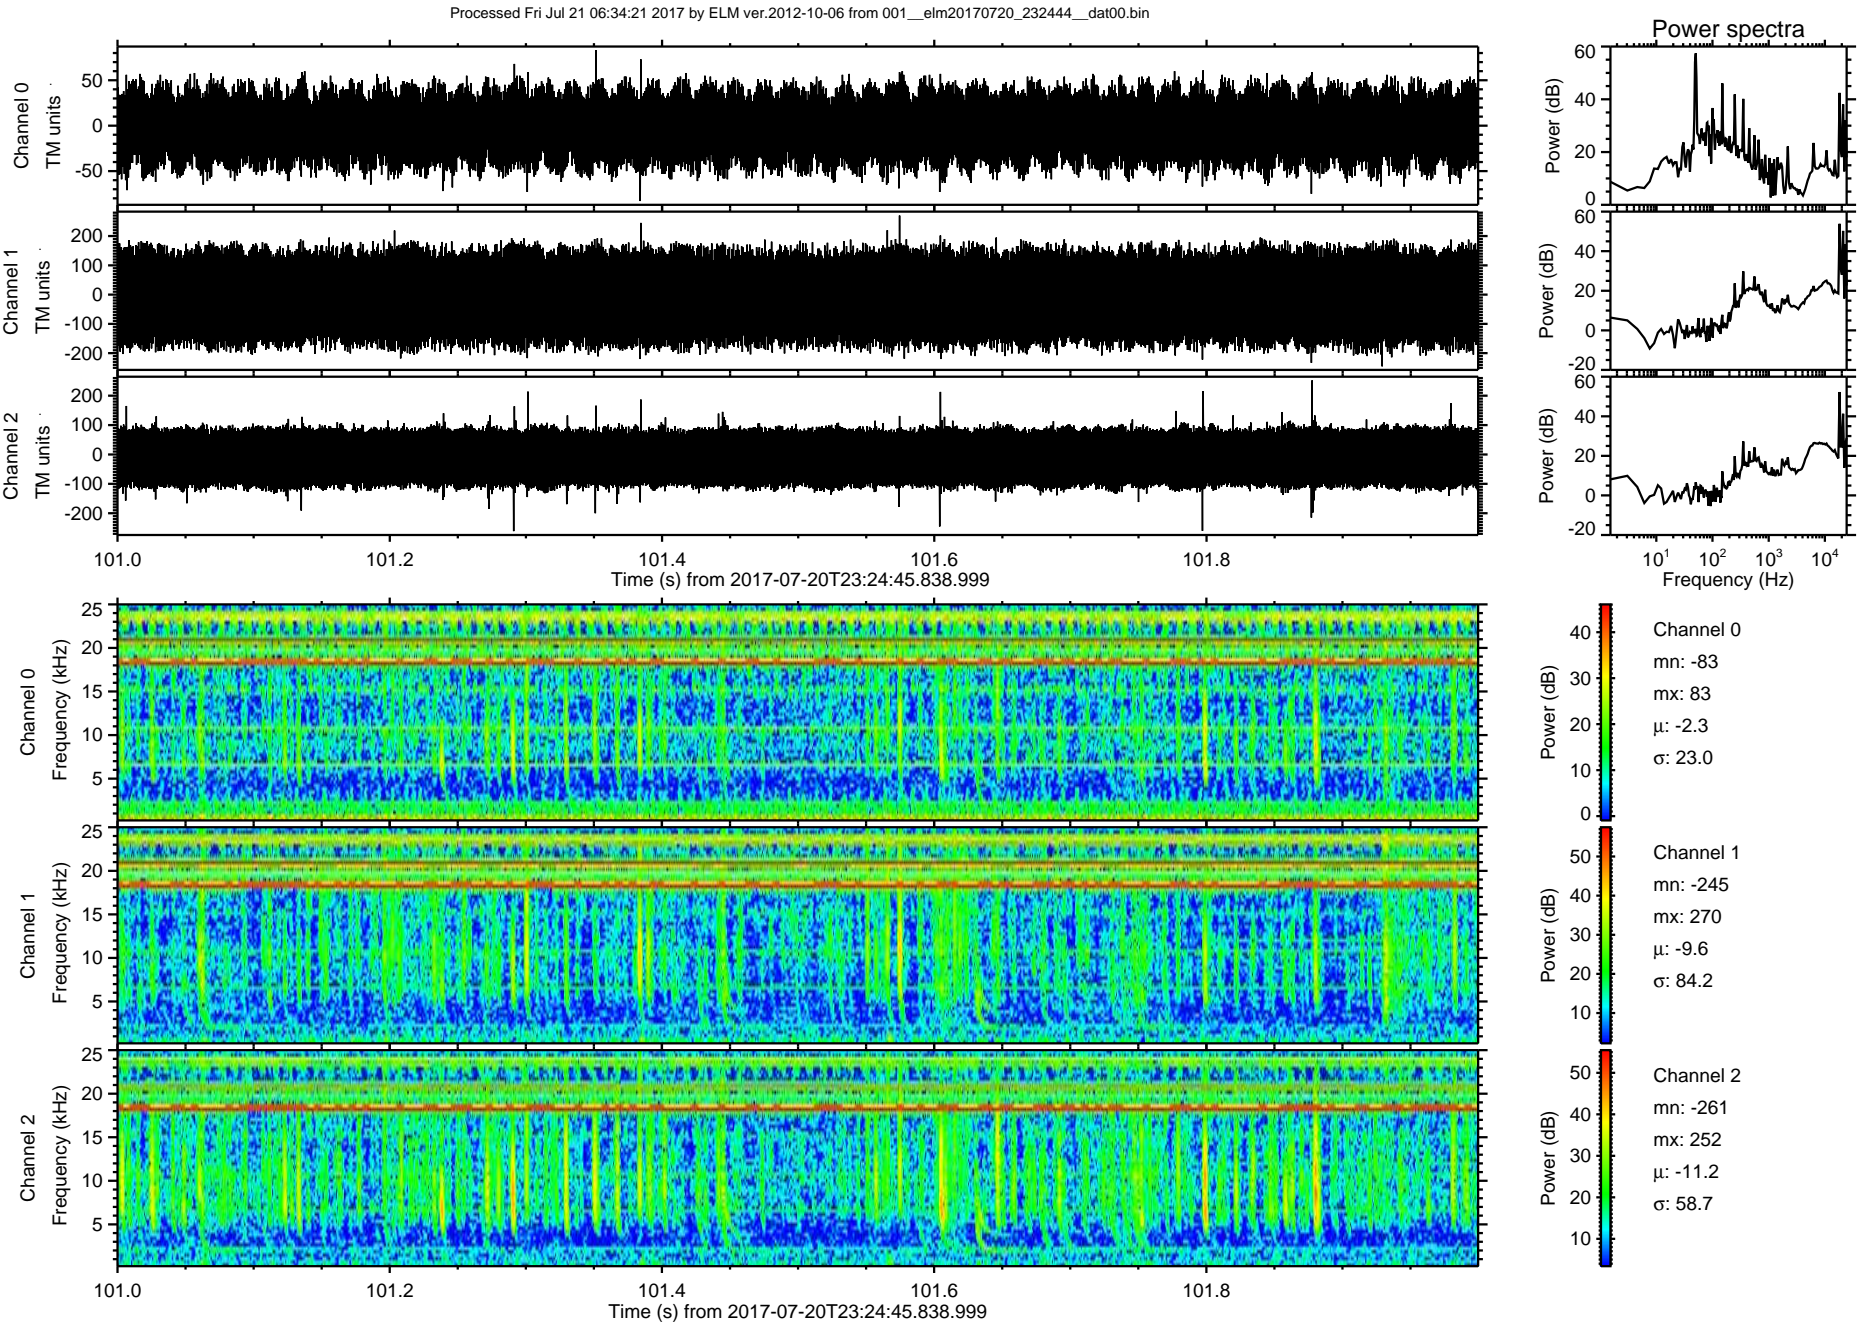 Processed Fri Jul 21 06:34:21 2017 by ELM ver.2012-10-06 from 001__elm20170720_232444__dat00.bin
Power spectra
Channel 0
TM units
50
0
-50
Power (dB)
60
40
20
0
Channel 1
TM units
200
100
0
-100
-200
Power (dB)
60
40
20
0
-20
Channel 2
TM units
200
100
0
-100
-200
Power (dB)
60
40
20
0
-20
101.0 101.2 101.4 101.6 101.8
Time (s) from 2017-07-20T23:24:45.838.999
10¹ 10² 10³ 10⁴
Frequency (Hz)
Channel 0
Frequency (kHz)
25
20
15
10
5
Power (dB)
40
30
20
10
0
Channel 0
mn: -83
mx: 83
μ: -2.3
σ: 23.0
Channel 1
Frequency (kHz)
25
20
15
10
5
Power (dB)
50
40
30
20
10
Channel 1
mn: -245
mx: 270
μ: -9.6
σ: 84.2
Channel 2
Frequency (kHz)
25
20
15
10
5
Power (dB)
50
40
30
20
10
Channel 2
mn: -261
mx: 252
μ: -11.2
σ: 58.7
101.0 101.2 101.4 101.6 101.8
Time (s) from 2017-07-20T23:24:45.838.999